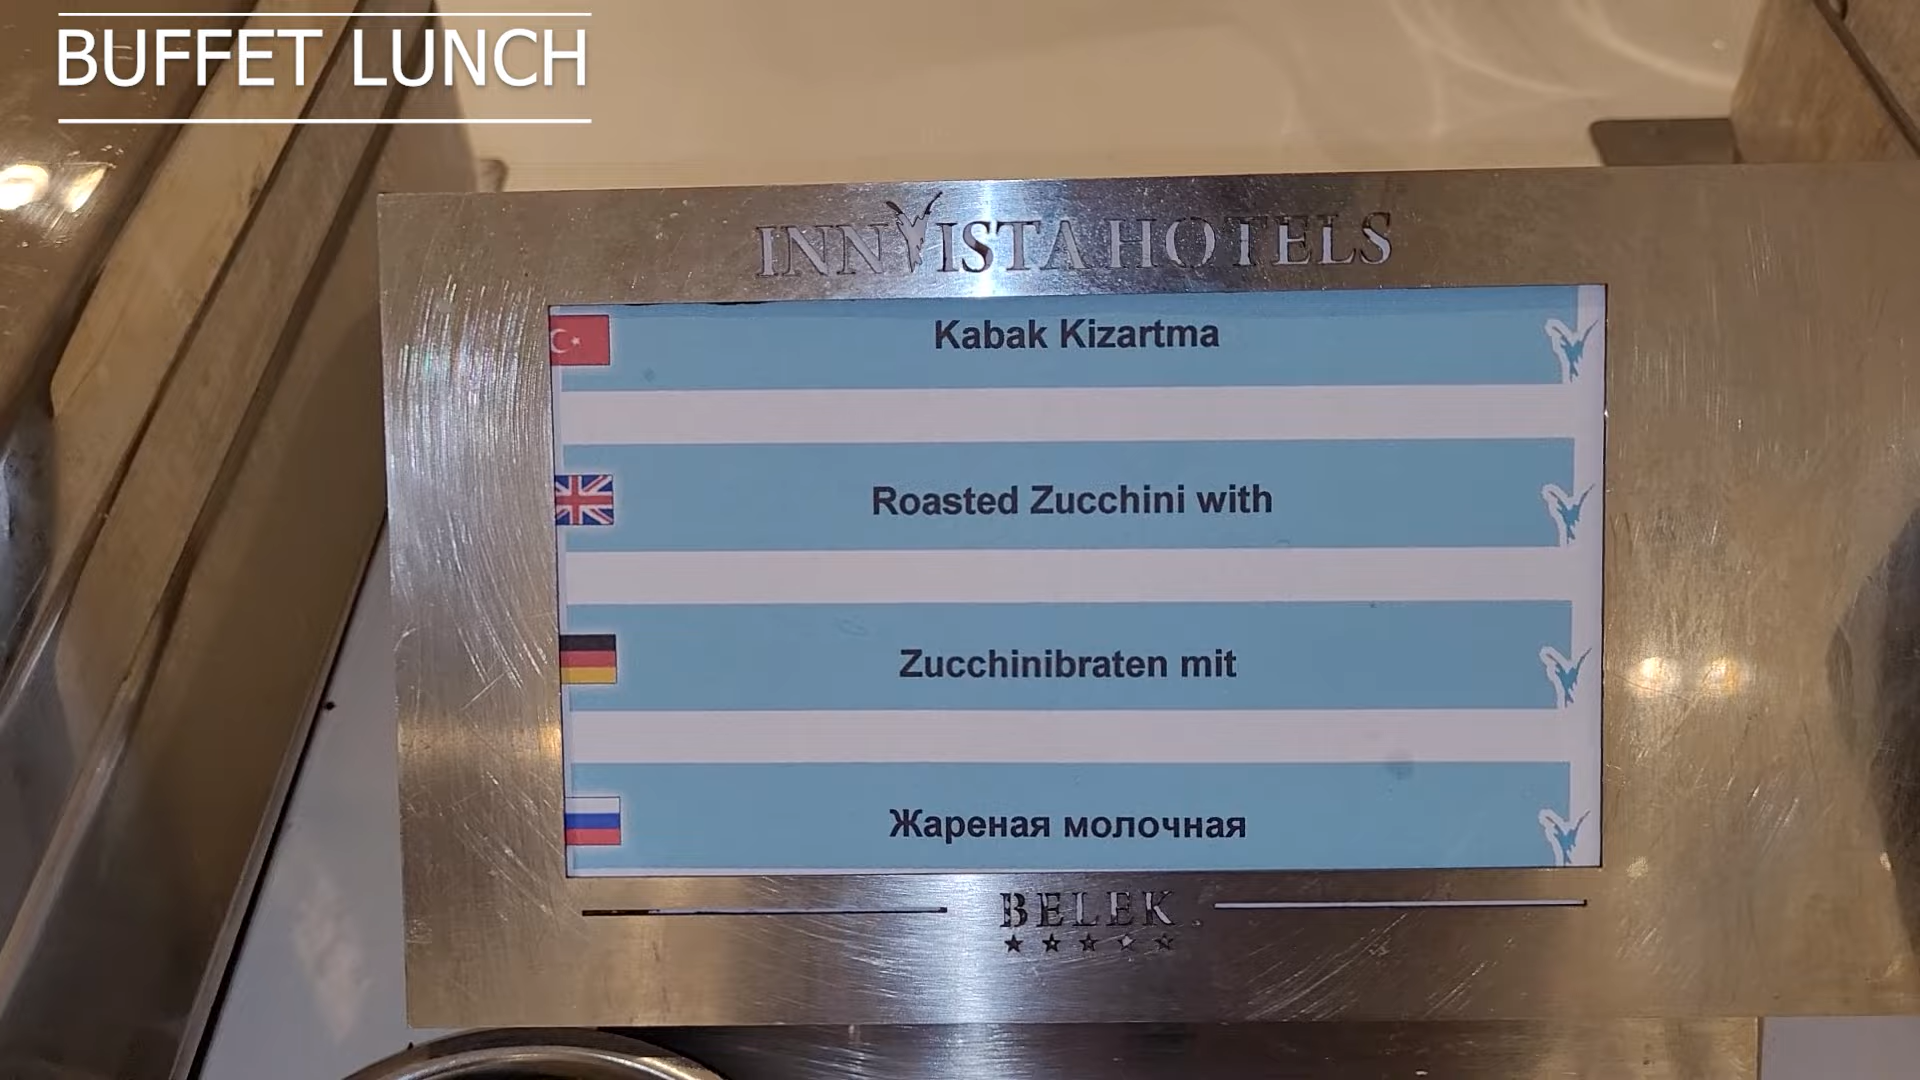 BUFFET LUNCH
INNVISTA HOTELS
Kabak Kizartma
Roasted Zucchini with
Zucchinibraten mit
Жареная молочная
BELEK